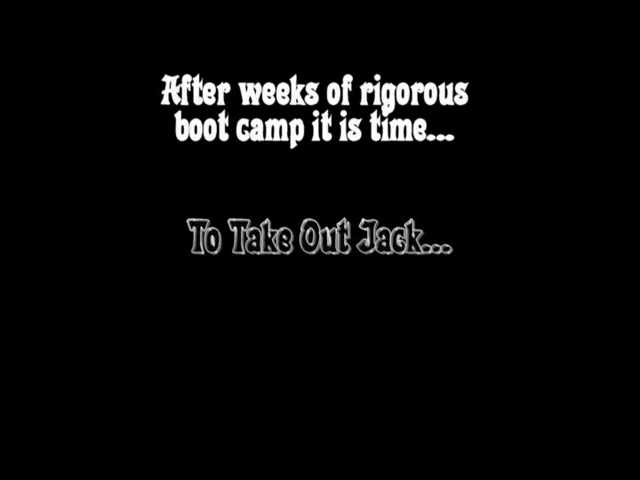 After weeks of rigorous
boot camp it is time...
To Take Out Jack...